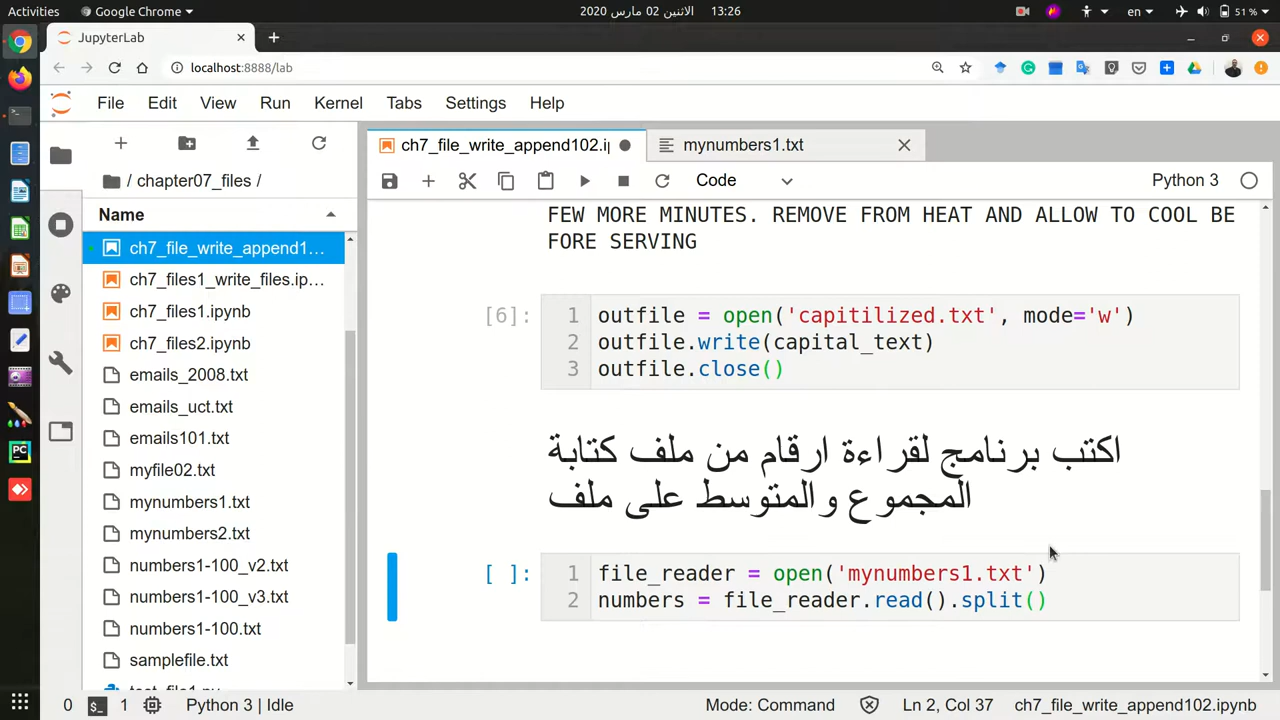 Activities
Google Chrome
الاثنين 02 مارس 2020
13:26
en
51 %
JupyterLab
localhost:8888/lab
File Edit View Run Kernel Tabs Settings Help
ch7_file_write_append102.ip
mynumbers1.txt
/ chapter07_files /
Code
Python 3
Name
ch7_file_write_append1…
ch7_files1_write_files.ip…
ch7_files1.ipynb
ch7_files2.ipynb
emails_2008.txt
emails_uct.txt
emails101.txt
myfile02.txt
mynumbers1.txt
mynumbers2.txt
numbers1-100_v2.txt
numbers1-100_v3.txt
numbers1-100.txt
samplefile.txt
FEW MORE MINUTES. REMOVE FROM HEAT AND ALLOW TO COOL BE
FORE SERVING
[6]:
1 outfile = open('capitilized.txt', mode='w')
2 outfile.write(capital_text)
3 outfile.close()
اكتب برنامج لقراءة ارقام من ملف كتابة
المجموع والمتوسط على ملف
[ ]:
1 file_reader = open('mynumbers1.txt')
2 numbers = file_reader.read().split()
0
1
Python 3 | Idle
Mode: Command
Ln 2, Col 37
ch7_file_write_append102.ipynb
PC